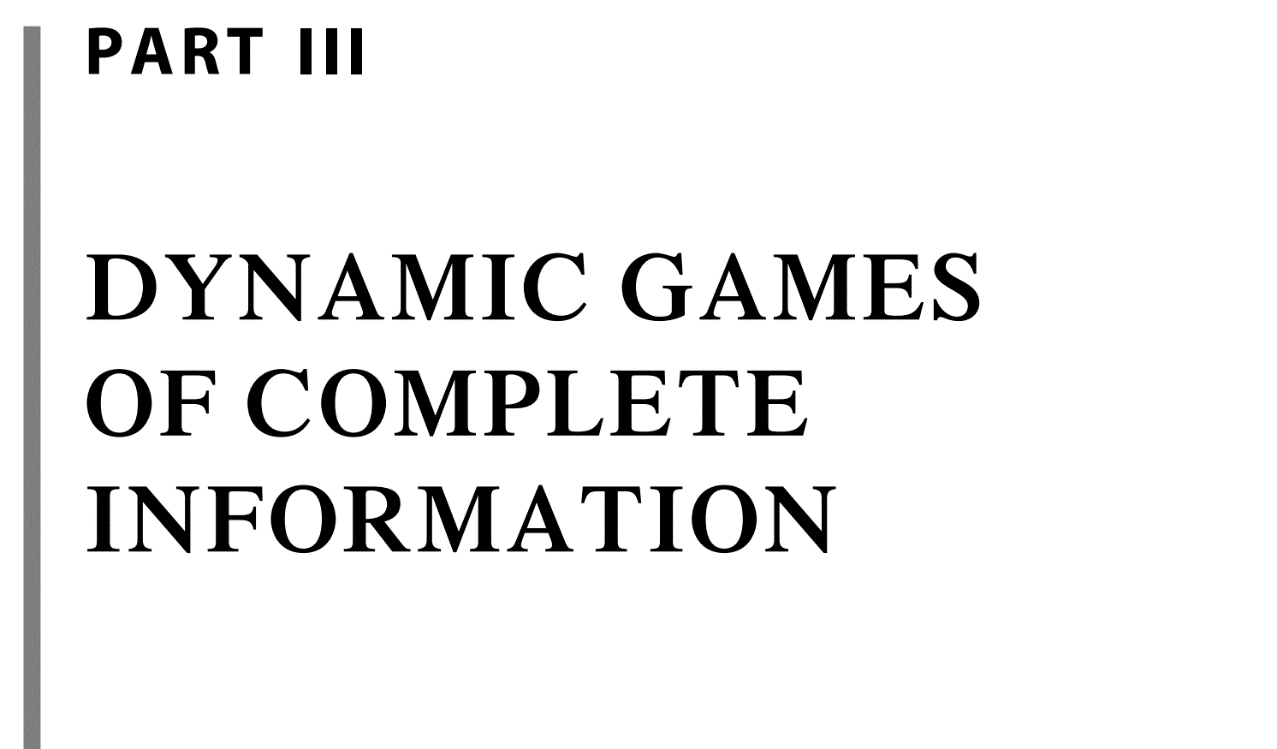 PART III
DYNAMIC GAMES
OF COMPLETE
INFORMATION